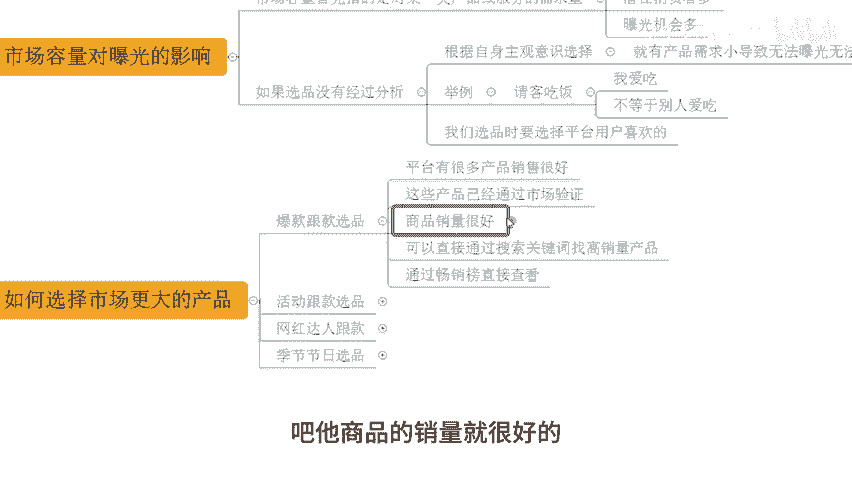 曝光机会多
市场容量对曝光的影响
根据自身主观意识选择
就有产品需求小导致无法曝光无法
如果选品没有经过分析
举例
请客吃饭
我爱吃
不等于别人爱吃
我们选品时要选择平台用户喜欢的
如何选择市场更大的产品
爆款跟款选品
平台有很多产品销售很好
这些产品已经通过市场验证
商品销量很好
可以直接通过搜索关键词找高销量产品
通过畅销榜直接查看
活动跟款选品
网红达人跟款
季节节日选品
吧他商品的销量就很好的